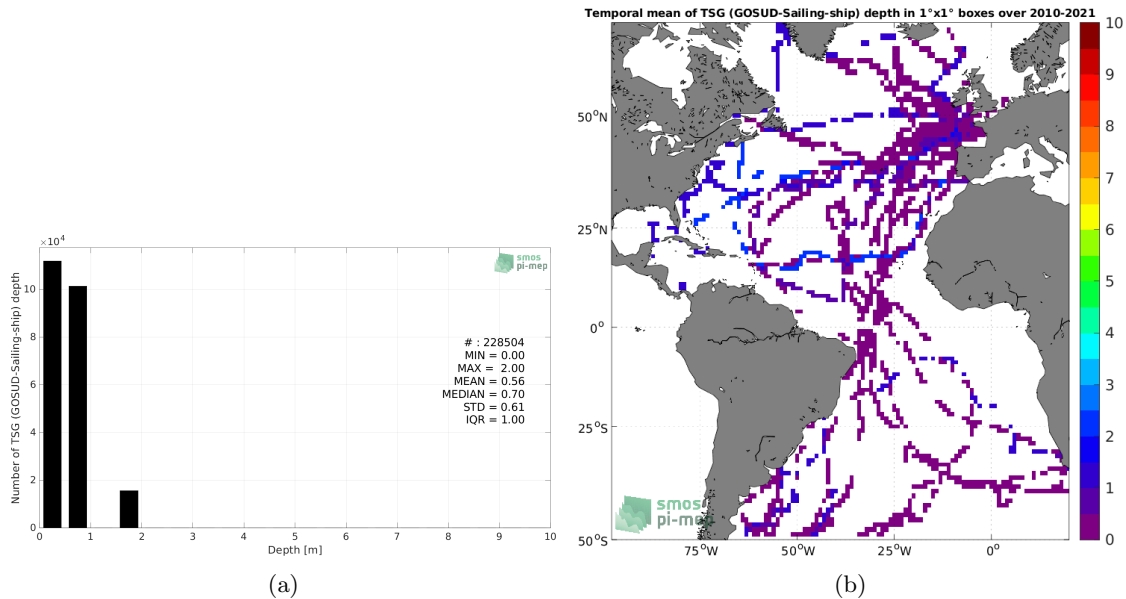 ×10⁴
10
8
6
4
2
0
Number of TSG (GOSUD-Sailing-ship) depth
0 1 2 3 4 5 6 7 8 9 10
Depth [m]
smos
pi-mep
# : 228504
MIN = 0.00
MAX = 2.00
MEAN = 0.56
MEDIAN = 0.70
STD = 0.61
IQR = 1.00
(a)
Temporal mean of TSG (GOSUD-Sailing-ship) depth in 1°x1° boxes over 2010-2021
50°N
25°N
0°
25°S
50°S
75°W 50°W 25°W 0°
smos
pi-mep
10
9
8
7
6
5
4
3
2
1
0
(b)